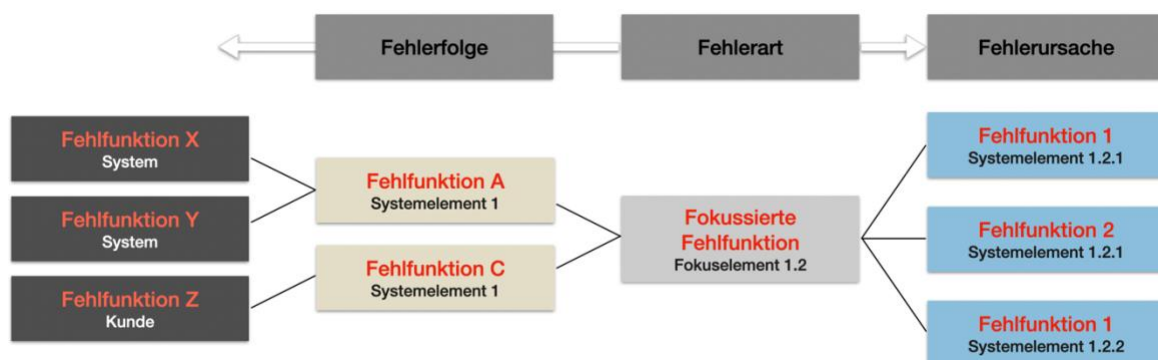 Fehlerfolge
Fehlerart
Fehlerursache
Fehlfunktion X
System
Fehlfunktion Y
System
Fehlfunktion Z
Kunde
Fehlfunktion A
Systemelement 1
Fehlfunktion C
Systemelement 1
Fokussierte
Fehlfunktion
Fokuselement 1.2
Fehlfunktion 1
Systemelement 1.2.1
Fehlfunktion 2
Systemelement 1.2.1
Fehlfunktion 1
Systemelement 1.2.2